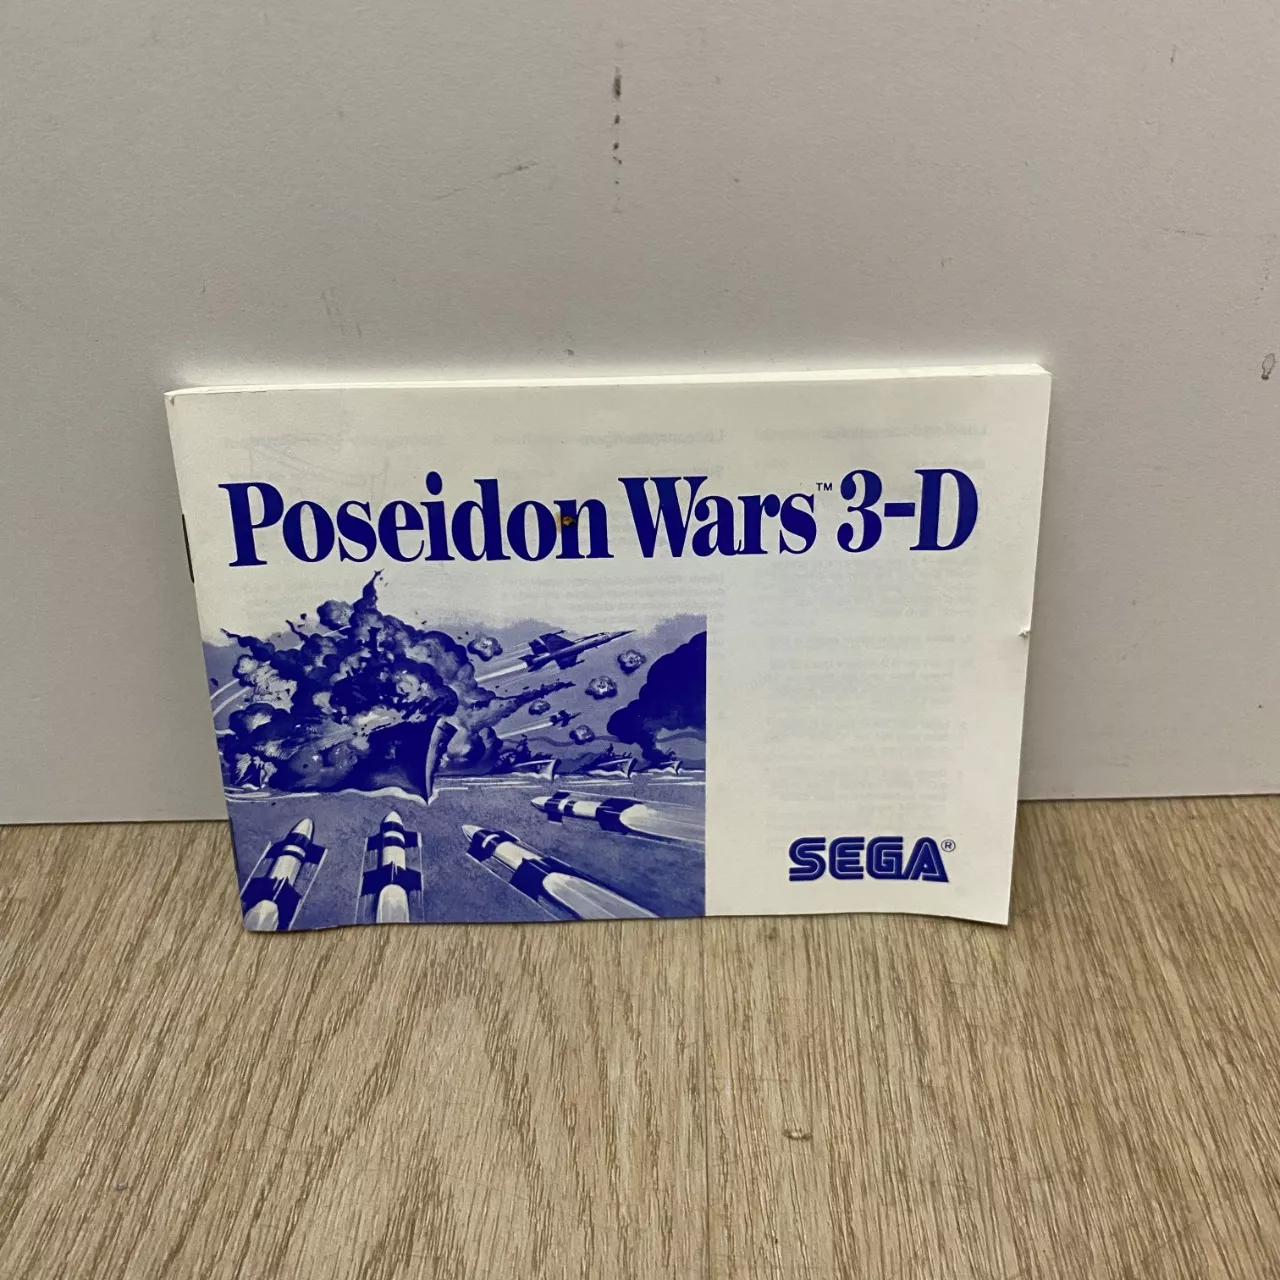 Poseidon Wars™ 3-D
SEGA®